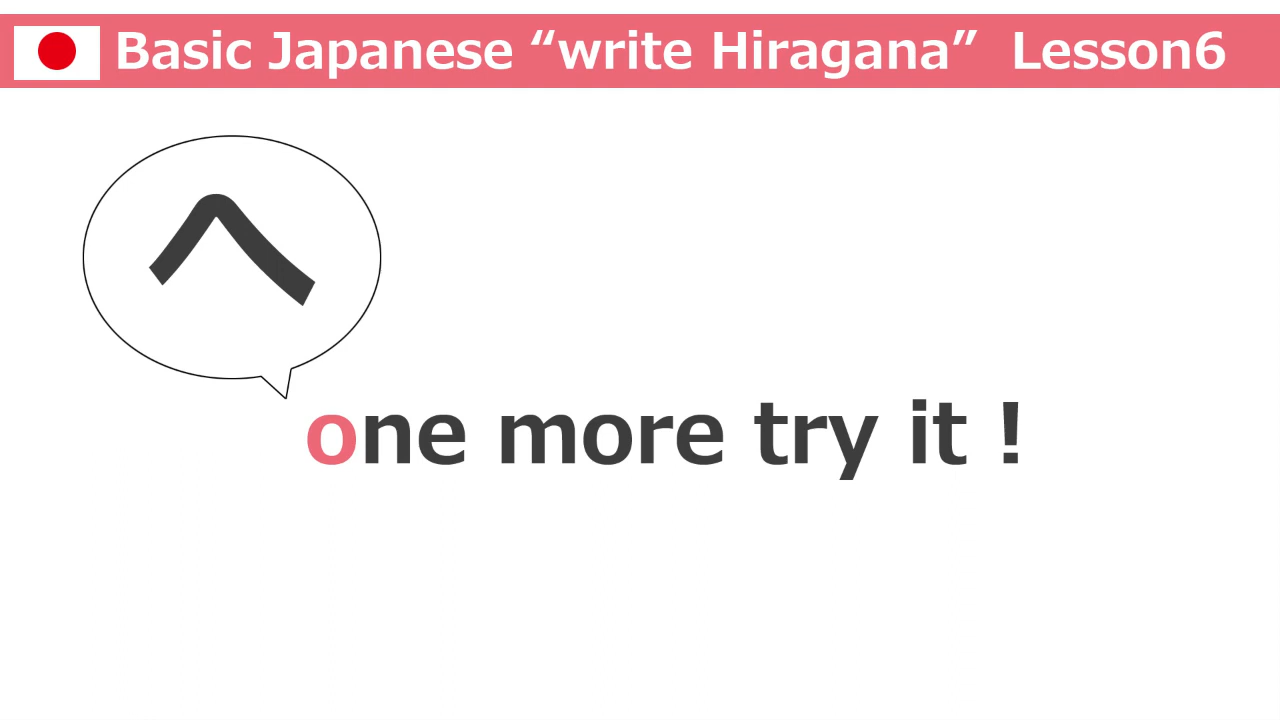 Basic Japanese “write Hiragana” Lesson6
へ
one more try it !